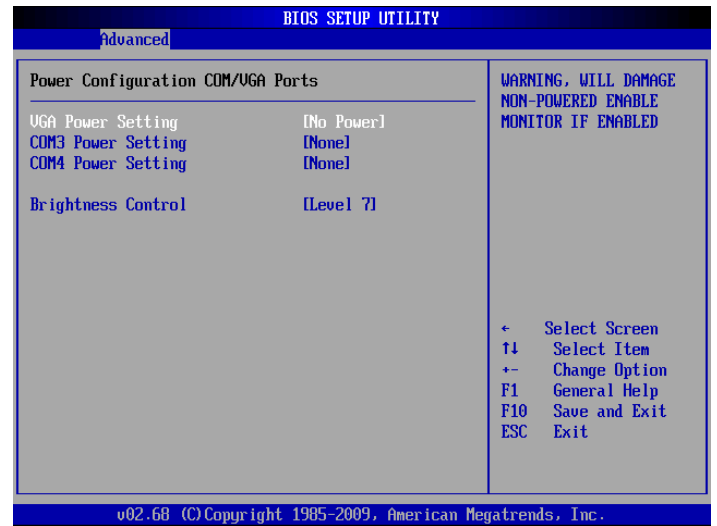 BIOS SETUP UTILITY
Advanced
Power Configuration COM/VGA Ports
VGA Power Setting [No Power]
COM3 Power Setting [None]
COM4 Power Setting [None]
Brightness Control [Level 7]
WARNING, WILL DAMAGE
NON-POWERED ENABLE
MONITOR IF ENABLED
← Select Screen
↑↓ Select Item
+- Change Option
F1 General Help
F10 Save and Exit
ESC Exit
v02.68 (C)Copyright 1985-2009, American Megatrends, Inc.